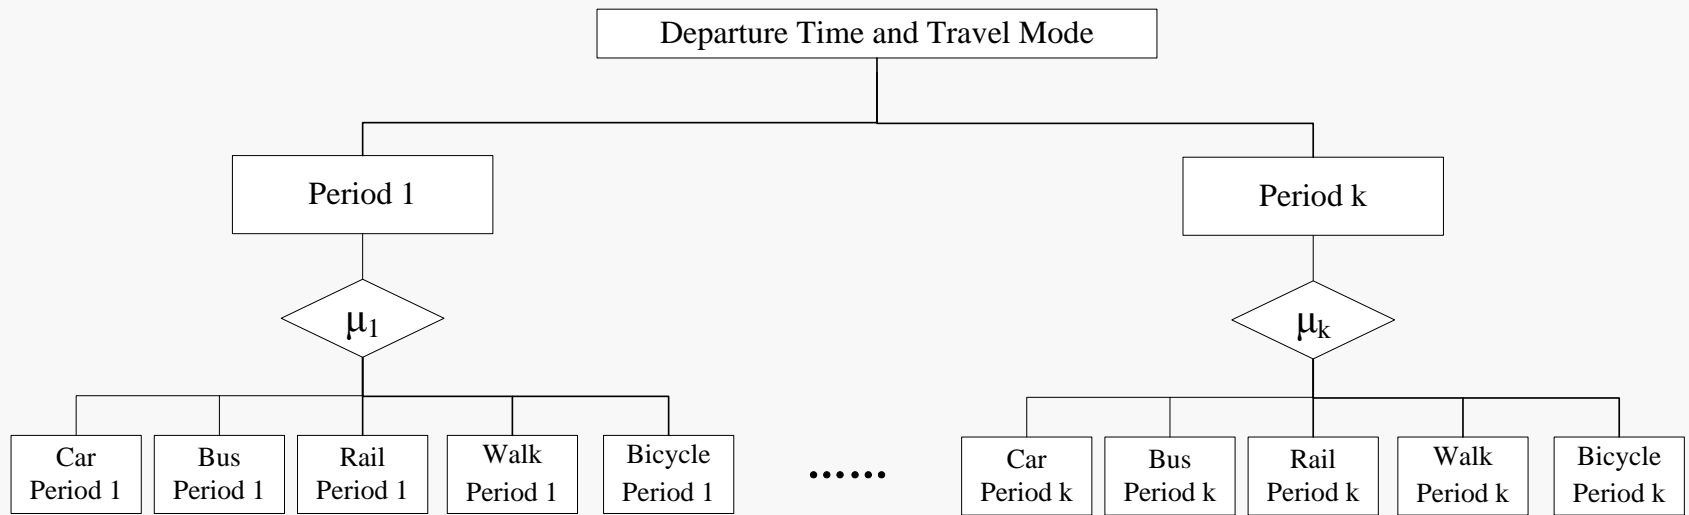 Departure Time and Travel Mode
Period 1
Period k
μ1
μk
Car
Period 1
Bus
Period 1
Rail
Period 1
Walk
Period 1
Bicycle
Period 1
......
Car
Period k
Bus
Period k
Rail
Period k
Walk
Period k
Bicycle
Period k